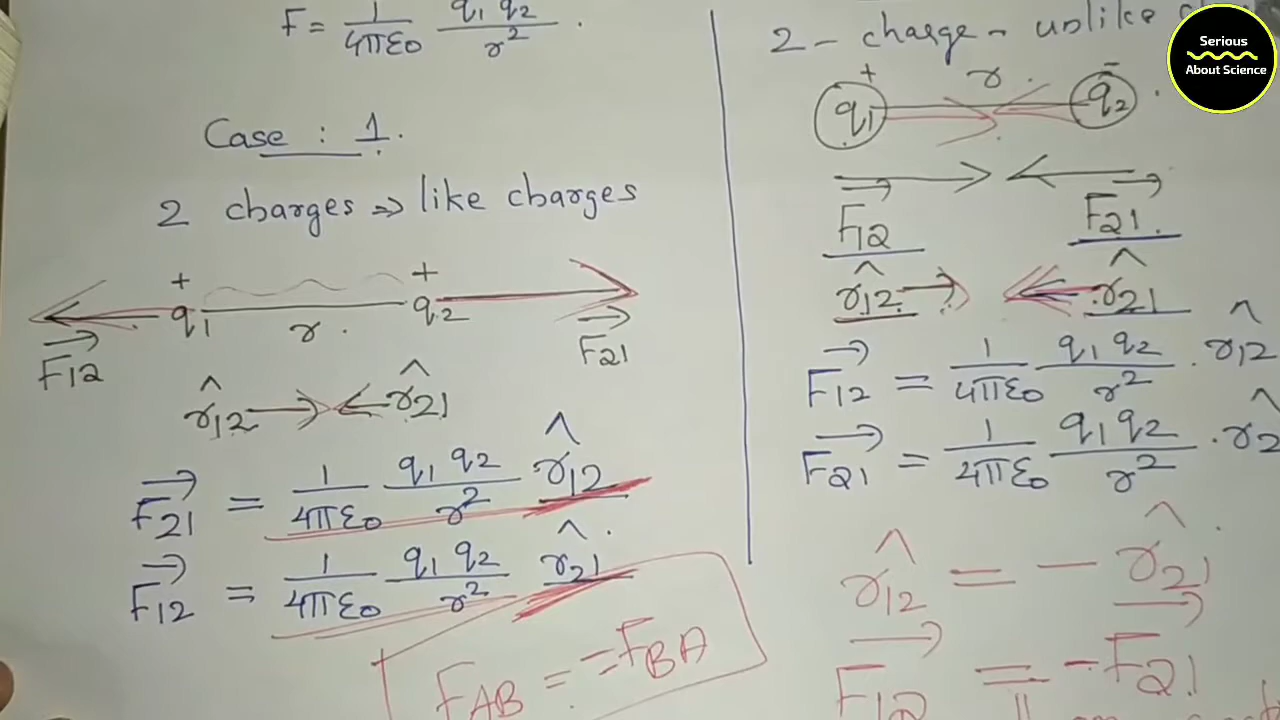 F = 1/4πε0 q1 q2/r² .
Case : 1.
2 charges ⇒ like charges
+ +
q1 r . q2
F12 F21
r̂12 → ← r̂21
F21 = 1/4πε0 q1 q2/r² r̂12
F12 = 1/4πε0 q1 q2/r² r̂21 .
FAB = =FBA
2 - charge - unlike
+ r . -
q1 q2 .
F12 F21.
r̂12. → ← r̂21
F12 = 1/4πε0 q1 q2/r² . r̂12
F21 = 1/4πε0 q1 q2/r² . r̂2
r̂12 = - r̂21
F12 = -F21
Serious
About Science